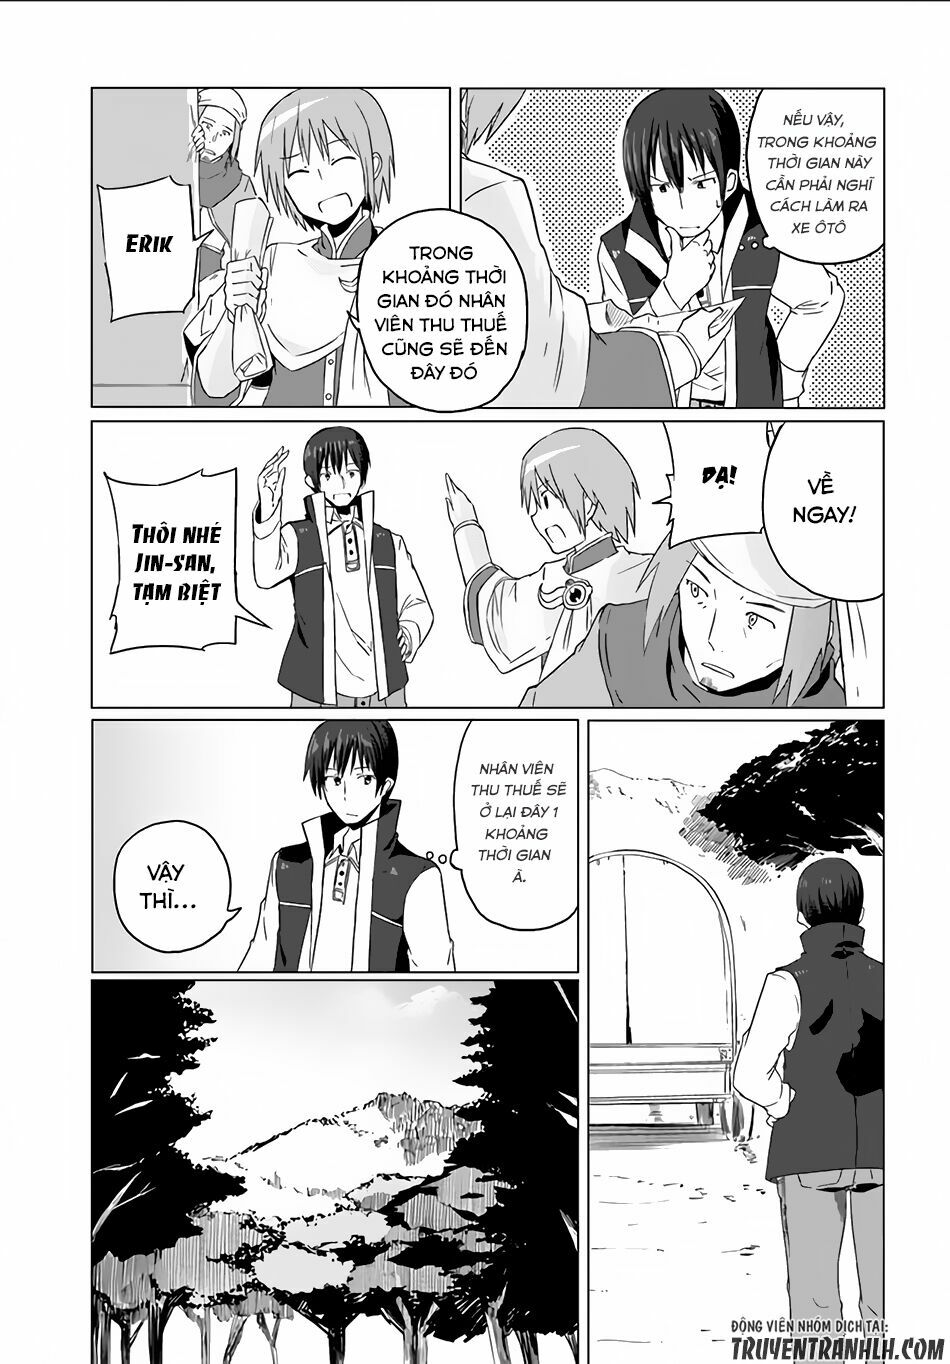 NẾU VẬY,
TRONG KHOẢNG
THỜI GIAN NÀY
CẦN PHẢI NGHĨ
CÁCH LÀM RA
XE ÔTÔ
TRONG
KHOẢNG THỜI
GIAN ĐÓ NHÂN
VIÊN THU THUẾ
CŨNG SẼ ĐẾN
ĐÂY ĐÓ
ERIK
VỀ
NGAY!
DẠ!
THÔI NHÉ
JIN-SAN,
TẠM BIỆT
NHÂN VIÊN
THU THUẾ SẼ
Ở LẠI ĐÂY 1
KHOẢNG
THỜI GIAN
À.
VẬY
THÌ...
ĐỘNG VIÊN NHÓM DỊCH TẠI:
TRUYENTRANHLH.COM